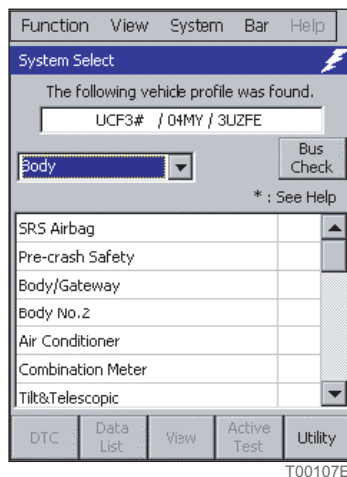 Function View System Bar Help
System Select
The following vehicle profile was found.
UCF3# / 04MY / 3UZFE
Body
Bus
Check
* : See Help
SRS Airbag
Pre-crash Safety
Body/Gateway
Body No.2
Air Conditioner
Combination Meter
Tilt&Telescopic
DTC
Data
List
View
Active
Test
Utility
T00107E